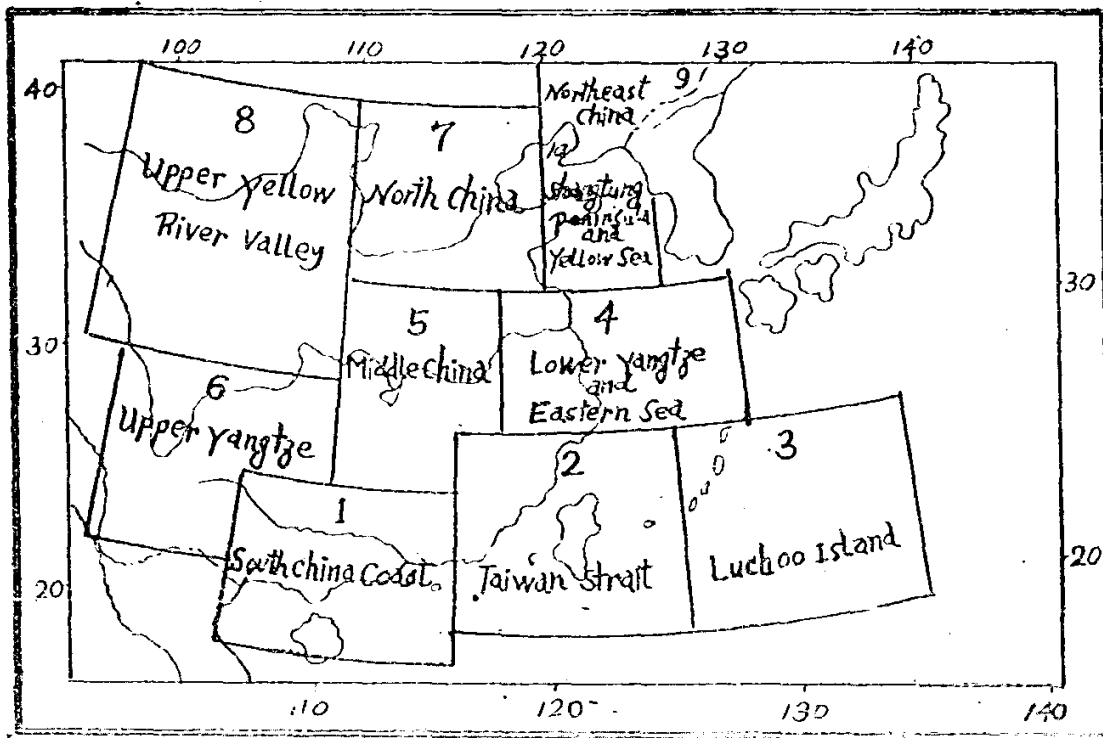 100 110 120 130 140
40
9
Northeast
China
8
7
Upper Yellow
River Valley
North China
Shangtung
Peninsula
and
Yellow Sea
30
30
5
Middle China
4
Lower Yangtze
and
Eastern Sea
6
Upper Yangtze
2
3
1
South China Coast
Taiwan Strait
Luchoo Island
20
20
110 120 130 140